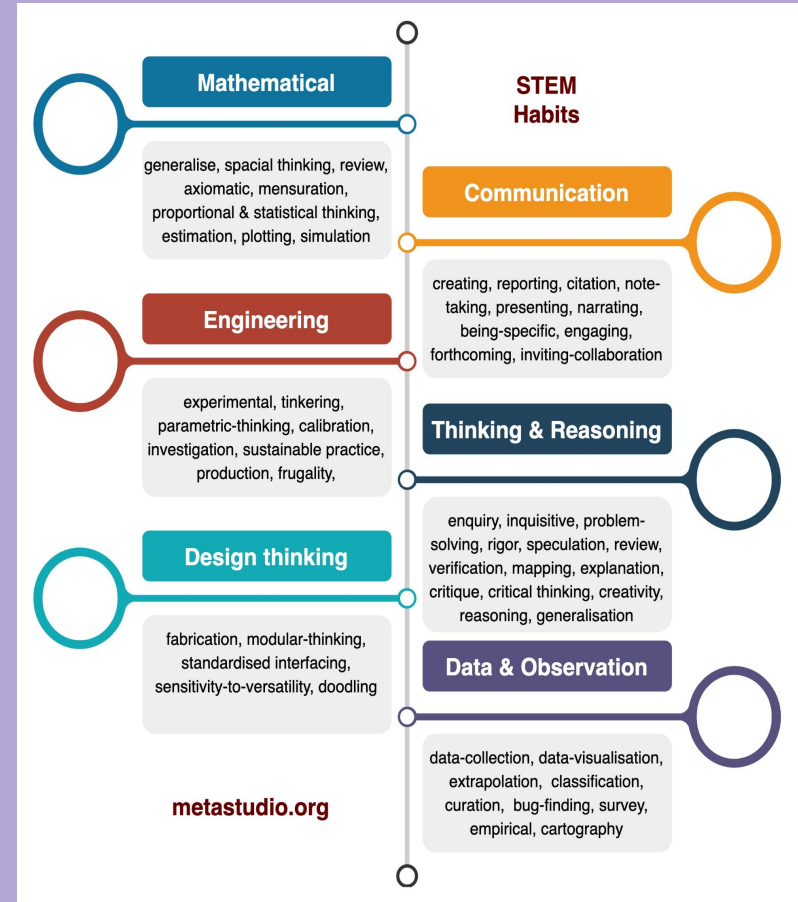 STEM
Habits
Mathematical
generalise, spacial thinking, review,
axiomatic, mensuration,
proportional & statistical thinking,
estimation, plotting, simulation
Communication
creating, reporting, citation, note-
taking, presenting, narrating,
being-specific, engaging,
forthcoming, inviting-collaboration
Engineering
experimental, tinkering,
parametric-thinking, calibration,
investigation, sustainable practice,
production, frugality,
Thinking & Reasoning
enquiry, inquisitive, problem-
solving, rigor, speculation, review,
verification, mapping, explanation,
critique, critical thinking, creativity,
reasoning, generalisation
Design thinking
fabrication, modular-thinking,
standardised interfacing,
sensitivity-to-versatility, doodling
Data & Observation
data-collection, data-visualisation,
extrapolation, classification,
curation, bug-finding, survey,
empirical, cartography
metastudio.org